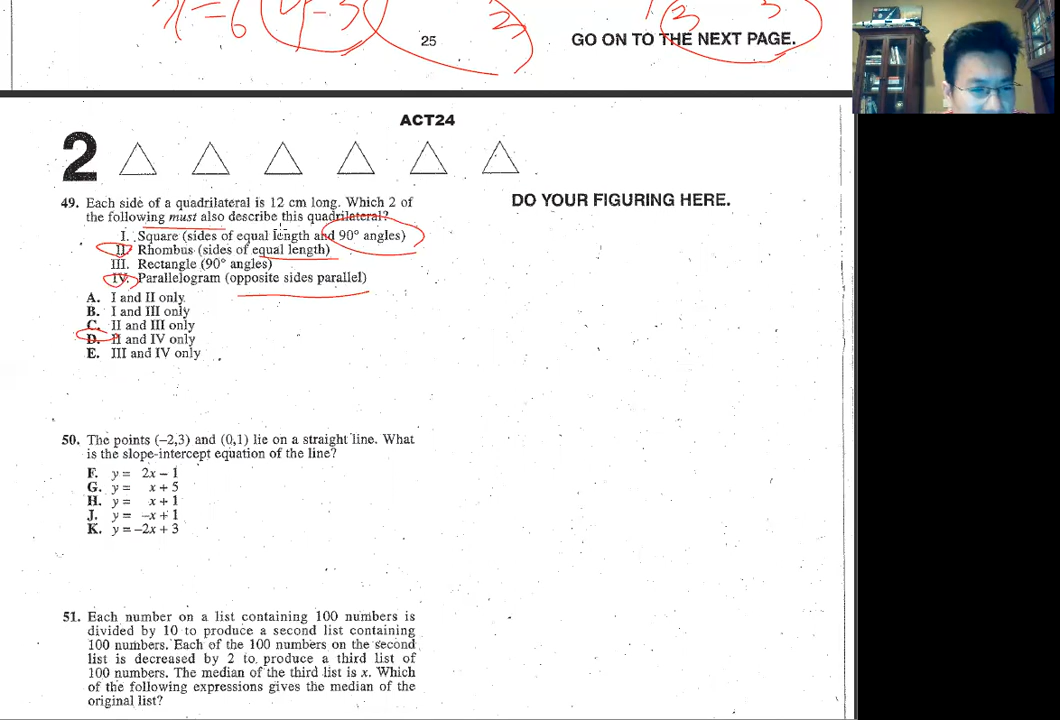 x=6
25
GO ON TO THE NEXT PAGE.
ACT24
2
49. Each side of a quadrilateral is 12 cm long. Which 2 of
the following must also describe this quadrilateral?
I. Square (sides of equal length and 90° angles)
II. Rhombus (sides of equal length)
III. Rectangle (90° angles)
IV. Parallelogram (opposite sides parallel)
A. I and II only
B. I and III only
C. II and III only
D. II and IV only
E. III and IV only
DO YOUR FIGURING HERE.
50. The points (−2,3) and (0,1) lie on a straight line. What
is the slope-intercept equation of the line?
F. y = 2x − 1
G. y = x + 5
H. y = x + 1
J. y = −x + 1
K. y = −2x + 3
51. Each number on a list containing 100 numbers is
divided by 10 to produce a second list containing
100 numbers. Each of the 100 numbers on the second
list is decreased by 2 to produce a third list of
100 numbers. The median of the third list is x. Which
of the following expressions gives the median of the
original list?